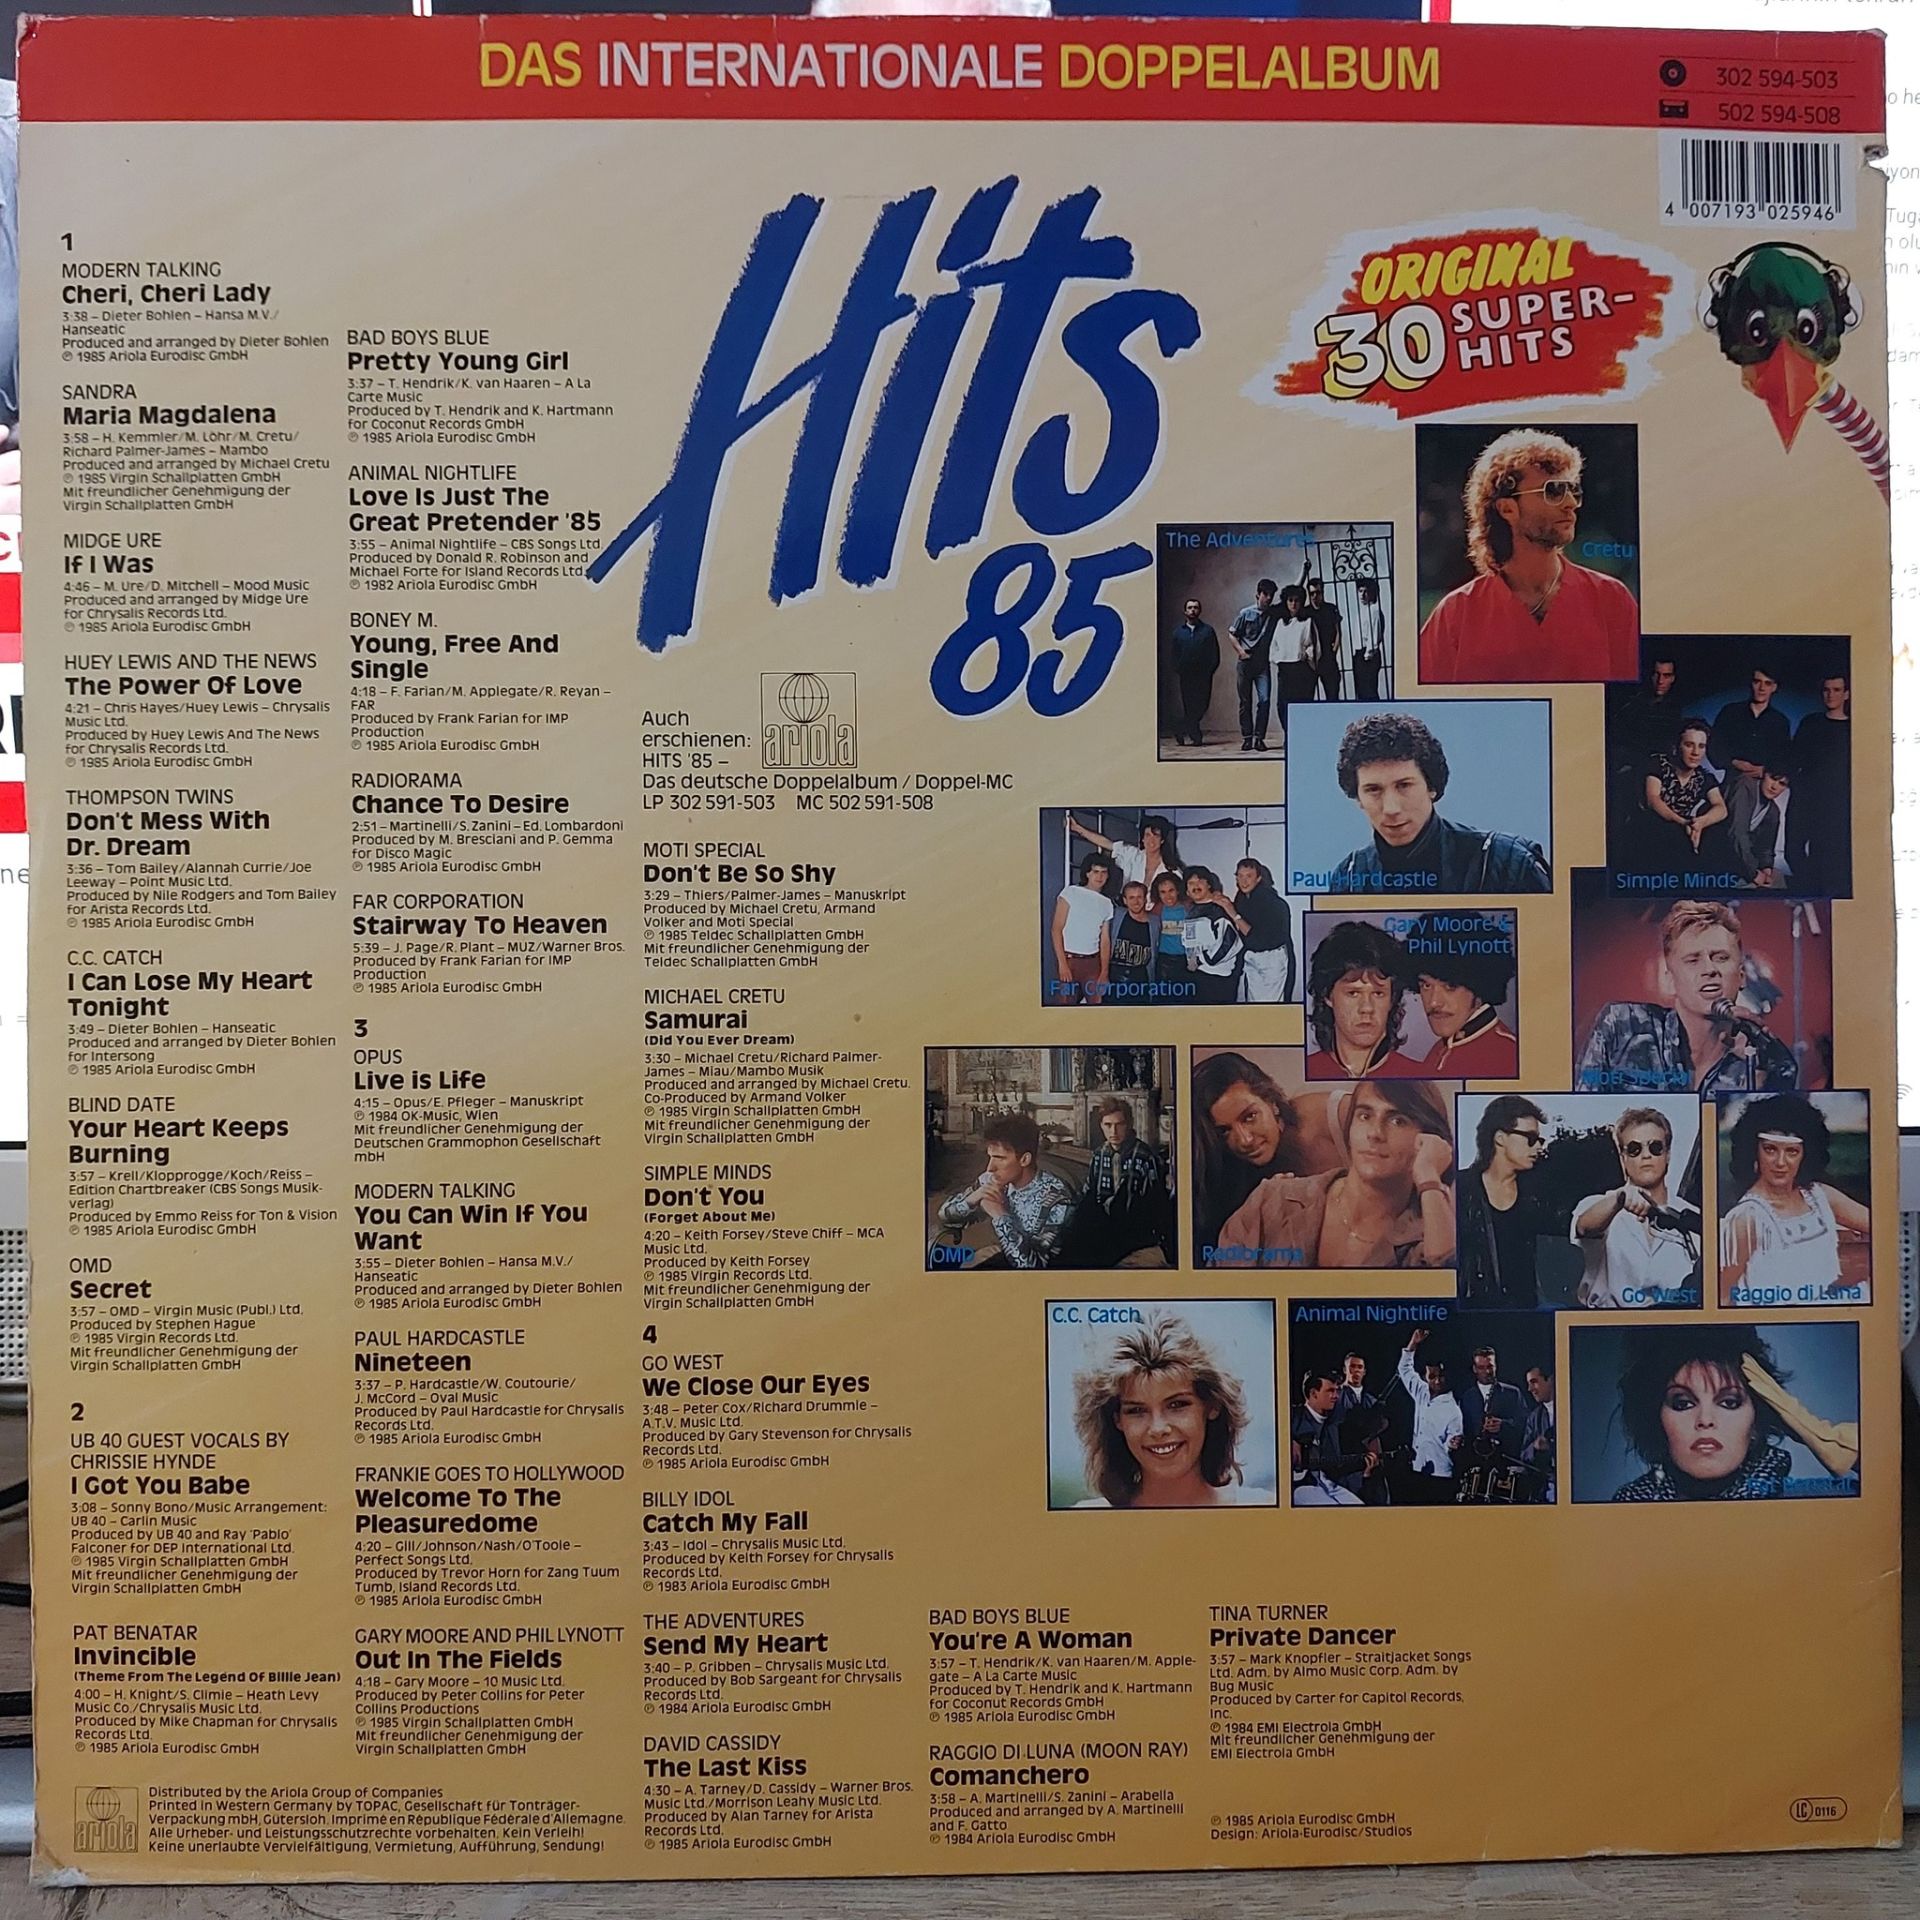 DAS INTERNATIONALE DOPPELALBUM
302 594-503
502 594-508
4 007193 025946
Hits
85
ORIGINAL
30 SUPER-
HITS
1
MODERN TALKING
Cheri, Cheri Lady
3:38 – Dieter Bohlen – Hansa M.V./
Hanseatic
Produced and arranged by Dieter Bohlen
℗ 1985 Ariola Eurodisc GmbH
SANDRA
Maria Magdalena
3:58 – H. Kemmler/M. Löhr/M. Cretu/
Richard Palmer-James – Mambo
Produced and arranged by Michael Cretu
℗ 1985 Virgin Schallplatten GmbH
Mit freundlicher Genehmigung der
Virgin Schallplatten GmbH
MIDGE URE
If I Was
4:46 – M. Ure/D. Mitchell – Mood Music
Produced and arranged by Midge Ure
for Chrysalis Records Ltd.
℗ 1985 Ariola Eurodisc GmbH
HUEY LEWIS AND THE NEWS
The Power Of Love
4:21 – Chris Hayes/Huey Lewis – Chrysalis
Music Ltd.
Produced by Huey Lewis And The News
for Chrysalis Records Ltd.
℗ 1985 Ariola Eurodisc GmbH
THOMPSON TWINS
Don't Mess With
Dr. Dream
3:36 – Tom Bailey/Alannah Currie/Joe
Leeway – Point Music Ltd.
Produced by Nile Rodgers and Tom Bailey
for Arista Records Ltd.
℗ 1985 Ariola Eurodisc GmbH
C.C. CATCH
I Can Lose My Heart
Tonight
3:49 – Dieter Bohlen – Hanseatic
Produced and arranged by Dieter Bohlen
for Intersong
℗ 1985 Ariola Eurodisc GmbH
BLIND DATE
Your Heart Keeps
Burning
3:57 – Krell/Klopprogge/Koch/Reiss –
Edition Chartbreaker (CBS Songs Musik-
verlag)
Produced by Emmo Reiss for Ton & Vision
℗ 1985 Ariola Eurodisc GmbH
OMD
Secret
3:57 – OMD – Virgin Music (Publ.) Ltd.
Produced by Stephen Hague
℗ 1985 Virgin Records Ltd.
Mit freundlicher Genehmigung der
Virgin Schallplatten GmbH
2
UB 40 GUEST VOCALS BY
CHRISSIE HYNDE
I Got You Babe
3:08 – Sonny Bono/Music Arrangement:
UB 40 – Carlin Music
Produced by UB 40 and Ray 'Pablo'
Falconer for DEP International Ltd.
℗ 1985 Virgin Schallplatten GmbH
Mit freundlicher Genehmigung der
Virgin Schallplatten GmbH
PAT BENATAR
Invincible
(Theme From The Legend Of Billie Jean)
4:00 – H. Knight/S. Climie – Heath Levy
Music Co./Chrysalis Music Ltd.
Produced by Mike Chapman for Chrysalis
Records Ltd.
℗ 1985 Ariola Eurodisc GmbH
BAD BOYS BLUE
Pretty Young Girl
3:37 – T. Hendrik/K. van Haaren – A La
Carte Music
Produced by T. Hendrik and K. Hartmann
for Coconut Records GmbH
℗ 1985 Ariola Eurodisc GmbH
ANIMAL NIGHTLIFE
Love Is Just The
Great Pretender '85
3:55 – Animal Nightlife – CBS Songs Ltd.
Produced by Donald R. Robinson and
Michael Forte for Island Records Ltd.
℗ 1982 Ariola Eurodisc GmbH
BONEY M.
Young, Free And
Single
4:18 – F. Farian/M. Applegate/R. Reyan –
FAR
Produced by Frank Farian for IMP
Production
℗ 1985 Ariola Eurodisc GmbH
RADIORAMA
Chance To Desire
2:51 – Martinelli/S. Zanini – Ed. Lombardoni
Produced by M. Bresciani and P. Gemma
for Disco Magic
℗ 1985 Ariola Eurodisc GmbH
FAR CORPORATION
Stairway To Heaven
5:39 – J. Page/R. Plant – MUZ/Warner Bros.
Produced by Frank Farian for IMP
Production
℗ 1985 Ariola Eurodisc GmbH
3
OPUS
Live is Life
4:15 – Opus/E. Pfleger – Manuskript
℗ 1984 OK-Music, Wien
Mit freundlicher Genehmigung der
Deutschen Grammophon Gesellschaft
mbH
MODERN TALKING
You Can Win If You
Want
3:55 – Dieter Bohlen – Hansa M.V./
Hanseatic
Produced and arranged by Dieter Bohlen
℗ 1985 Ariola Eurodisc GmbH
PAUL HARDCASTLE
Nineteen
3:37 – P. Hardcastle/W. Coutourie/
J. McCord – Oval Music
Produced by Paul Hardcastle for Chrysalis
Records Ltd.
℗ 1985 Ariola Eurodisc GmbH
FRANKIE GOES TO HOLLYWOOD
Welcome To The
Pleasuredome
4:20 – Gill/Johnson/Nash/O'Toole –
Perfect Songs Ltd.
Produced by Trevor Horn for Zang Tuum
Tumb, Island Records Ltd.
℗ 1985 Ariola Eurodisc GmbH
GARY MOORE AND PHIL LYNOTT
Out In The Fields
4:18 – Gary Moore – 10 Music Ltd.
Produced by Peter Collins for Peter
Collins Productions
℗ 1985 Virgin Schallplatten GmbH
Mit freundlicher Genehmigung der
Virgin Schallplatten GmbH
Auch
erschienen:
HITS '85 –
Das deutsche Doppelalbum / Doppel-MC
LP 302 591-503 MC 502 591-508
ariola
MOTI SPECIAL
Don't Be So Shy
3:29 – Thiers/Palmer-James – Manuskript
Produced by Michael Cretu, Armand
Volker and Moti Special
℗ 1985 Teldec Schallplatten GmbH
Mit freundlicher Genehmigung der
Teldec Schallplatten GmbH
MICHAEL CRETU
Samurai
(Did You Ever Dream)
3:30 – Michael Cretu/Richard Palmer-
James – Miau/Mambo Musik
Produced and arranged by Michael Cretu.
Co-Produced by Armand Volker
℗ 1985 Virgin Schallplatten GmbH
Mit freundlicher Genehmigung der
Virgin Schallplatten GmbH
SIMPLE MINDS
Don't You
(Forget About Me)
4:20 – Keith Forsey/Steve Chiff – MCA
Music Ltd.
Produced by Keith Forsey
℗ 1985 Virgin Records Ltd.
Mit freundlicher Genehmigung der
Virgin Schallplatten GmbH
4
GO WEST
We Close Our Eyes
3:48 – Peter Cox/Richard Drummie –
A.T.V. Music Ltd.
Produced by Gary Stevenson for Chrysalis
Records Ltd.
℗ 1985 Ariola Eurodisc GmbH
BILLY IDOL
Catch My Fall
3:43 – Idol – Chrysalis Music Ltd.
Produced by Keith Forsey for Chrysalis
Records Ltd.
℗ 1983 Ariola Eurodisc GmbH
THE ADVENTURES
Send My Heart
3:40 – P. Gribben – Chrysalis Music Ltd.
Produced by Bob Sargeant for Chrysalis
Records Ltd.
℗ 1984 Ariola Eurodisc GmbH
DAVID CASSIDY
The Last Kiss
4:30 – A. Tarney/D. Cassidy – Warner Bros.
Music Ltd./Morrison Leahy Music Ltd.
Produced by Alan Tarney for Arista
Records Ltd.
℗ 1985 Ariola Eurodisc GmbH
BAD BOYS BLUE
You're A Woman
3:57 – T. Hendrik/K. van Haaren/M. Apple-
gate – A La Carte Music
Produced by T. Hendrik and K. Hartmann
for Coconut Records GmbH
℗ 1985 Ariola Eurodisc GmbH
RAGGIO DI LUNA (MOON RAY)
Comanchero
3:58 – A. Martinelli/S. Zanini – Arabella
Produced and arranged by A. Martinelli
and F. Gatto
℗ 1984 Ariola Eurodisc GmbH
TINA TURNER
Private Dancer
3:57 – Mark Knopfler – Straitjacket Songs
Ltd. Adm. by Almo Music Corp. Adm. by
Bug Music
Produced by Carter for Capitol Records,
Inc.
℗ 1984 EMI Electrola GmbH
Mit freundlicher Genehmigung der
EMI Electrola GmbH
℗ 1985 Ariola Eurodisc GmbH
Design: Ariola-Eurodisc/Studios
LC 0116
The Adventures
Cretu
Paul Hardcastle
Simple Minds
Far Corporation
Gary Moore &
Phil Lynott
Moti Special
OMD
Radiorama
Go West
Raggio di Luna
C.C. Catch
Animal Nightlife
Pat Benatar
ariola
Distributed by the Ariola Group of Companies
Printed in Western Germany by TOPAC, Gesellschaft für Tonträger-
Verpackung mbH, Gütersloh. Imprimé en République Fédérale d'Allemagne.
Alle Urheber- und Leistungsschutzrechte vorbehalten. Kein Verleih!
Keine unerlaubte Vervielfältigung, Vermietung, Aufführung, Sendung!